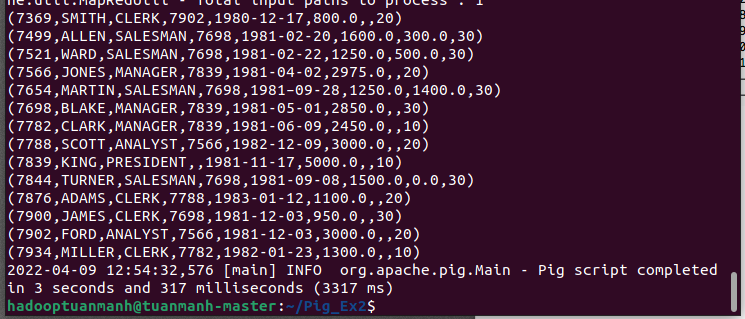 ne.util.MapRedUtil - Total input paths to process : 1
(7369,SMITH,CLERK,7902,1980-12-17,800.0,,20)
(7499,ALLEN,SALESMAN,7698,1981-02-20,1600.0,300.0,30)
(7521,WARD,SALESMAN,7698,1981-02-22,1250.0,500.0,30)
(7566,JONES,MANAGER,7839,1981-04-02,2975.0,,20)
(7654,MARTIN,SALESMAN,7698,1981-09-28,1250.0,1400.0,30)
(7698,BLAKE,MANAGER,7839,1981-05-01,2850.0,,30)
(7782,CLARK,MANAGER,7839,1981-06-09,2450.0,,10)
(7788,SCOTT,ANALYST,7566,1982-12-09,3000.0,,20)
(7839,KING,PRESIDENT,,1981-11-17,5000.0,,10)
(7844,TURNER,SALESMAN,7698,1981-09-08,1500.0,0.0,30)
(7876,ADAMS,CLERK,7788,1983-01-12,1100.0,,20)
(7900,JAMES,CLERK,7698,1981-12-03,950.0,,30)
(7902,FORD,ANALYST,7566,1981-12-03,3000.0,,20)
(7934,MILLER,CLERK,7782,1982-01-23,1300.0,,10)
2022-04-09 12:54:32,576 [main] INFO  org.apache.pig.Main - Pig script completed
in 3 seconds and 317 milliseconds (3317 ms)
hadooptuanmanh@tuanmanh-master:~/Pig_Ex2$